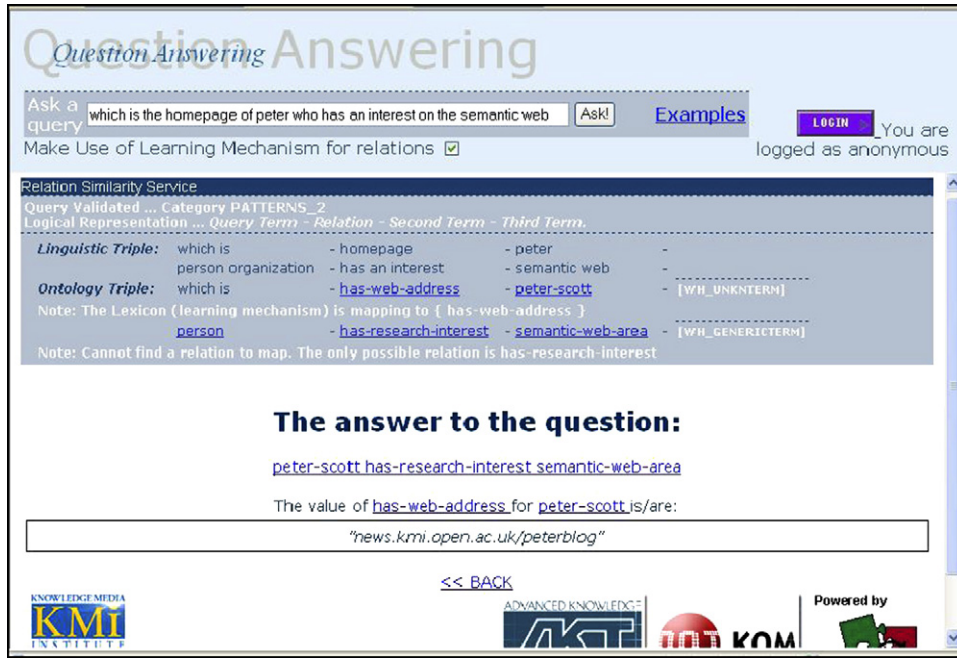 Question Answering
Question Answering
Ask a query which is the homepage of peter who has an interest on the semantic web Ask! Examples
LOGIN You are logged as anonymous
Make Use of Learning Mechanism for relations
Relation Similarity Service
Query Validated ... Category PATTERNS_2
Logical Representation ... Query Term - Relation - Second Term - Third Term.
Linguistic Triple: which is - homepage - peter -
person organization - has an interest - semantic web -
Ontology Triple: which is - has-web-address - peter-scott - [WH_UNKNTERM]
Note: The Lexicon (learning mechanism) is mapping to { has-web-address }
person - has-research-interest - semantic-web-area - [WH_GENERICTERM]
Note: Cannot find a relation to map. The only possible relation is has-research-interest
The answer to the question:
peter-scott has-research-interest semantic-web-area
The value of has-web-address for peter-scott is/are:
"news.kmi.open.ac.uk/peterblog"
<< BACK
KNOWLEDGE MEDIA
KMi
INSTITUTE
ADVANCED KNOWLEDGE
AKT
Powered by